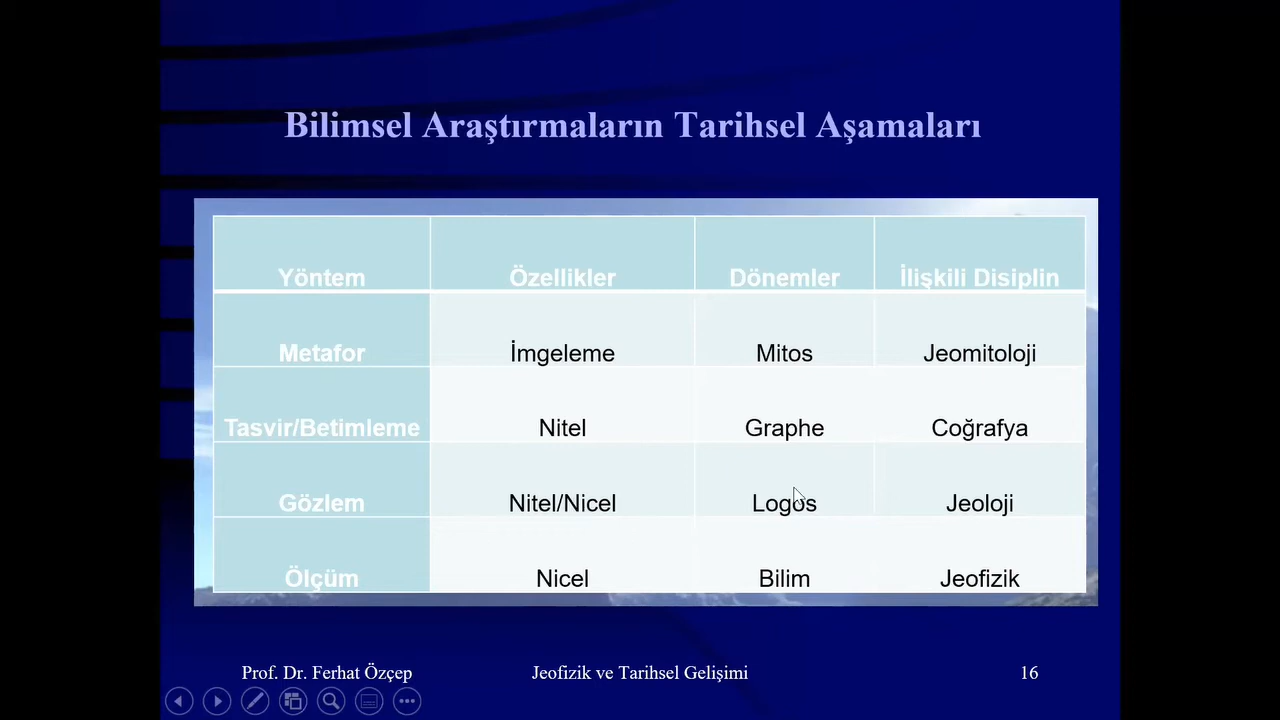 Bilimsel Araştırmaların Tarihsel Aşamaları
Yöntem Özellikler Dönemler İlişkili Disiplin
Metafor İmgeleme Mitos Jeomitoloji
Tasvir/Betimleme Nitel Graphe Coğrafya
Gözlem Nitel/Nicel Logos Jeoloji
Ölçüm Nicel Bilim Jeofizik
Prof. Dr. Ferhat Özçep Jeofizik ve Tarihsel Gelişimi 16